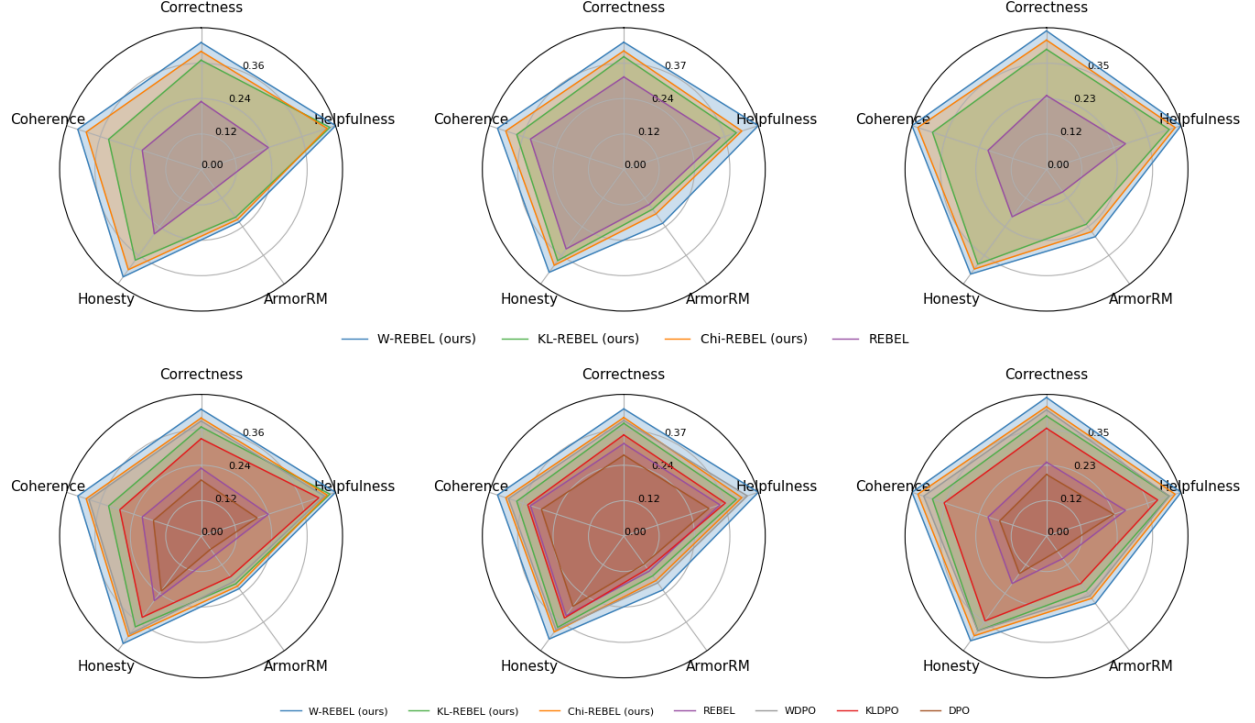 Correctness Correctness Correctness
0.36 0.37 0.35
0.24 0.24 0.23
Coherence Helpfulness Coherence Helpfulness Coherence Helpfulness
0.12 0.12 0.12
0.00 0.00 0.00
Honesty ArmorRM Honesty ArmorRM Honesty ArmorRM
W-REBEL (ours) KL-REBEL (ours) Chi-REBEL (ours) REBEL
Correctness Correctness Correctness
0.36 0.37 0.35
0.24 0.24 0.23
Coherence Helpfulness Coherence Helpfulness Coherence Helpfulness
0.12 0.12 0.12
0.00 0.00 0.00
Honesty ArmorRM Honesty ArmorRM Honesty ArmorRM
W-REBEL (ours) KL-REBEL (ours) Chi-REBEL (ours) REBEL WDPO KLDPO DPO